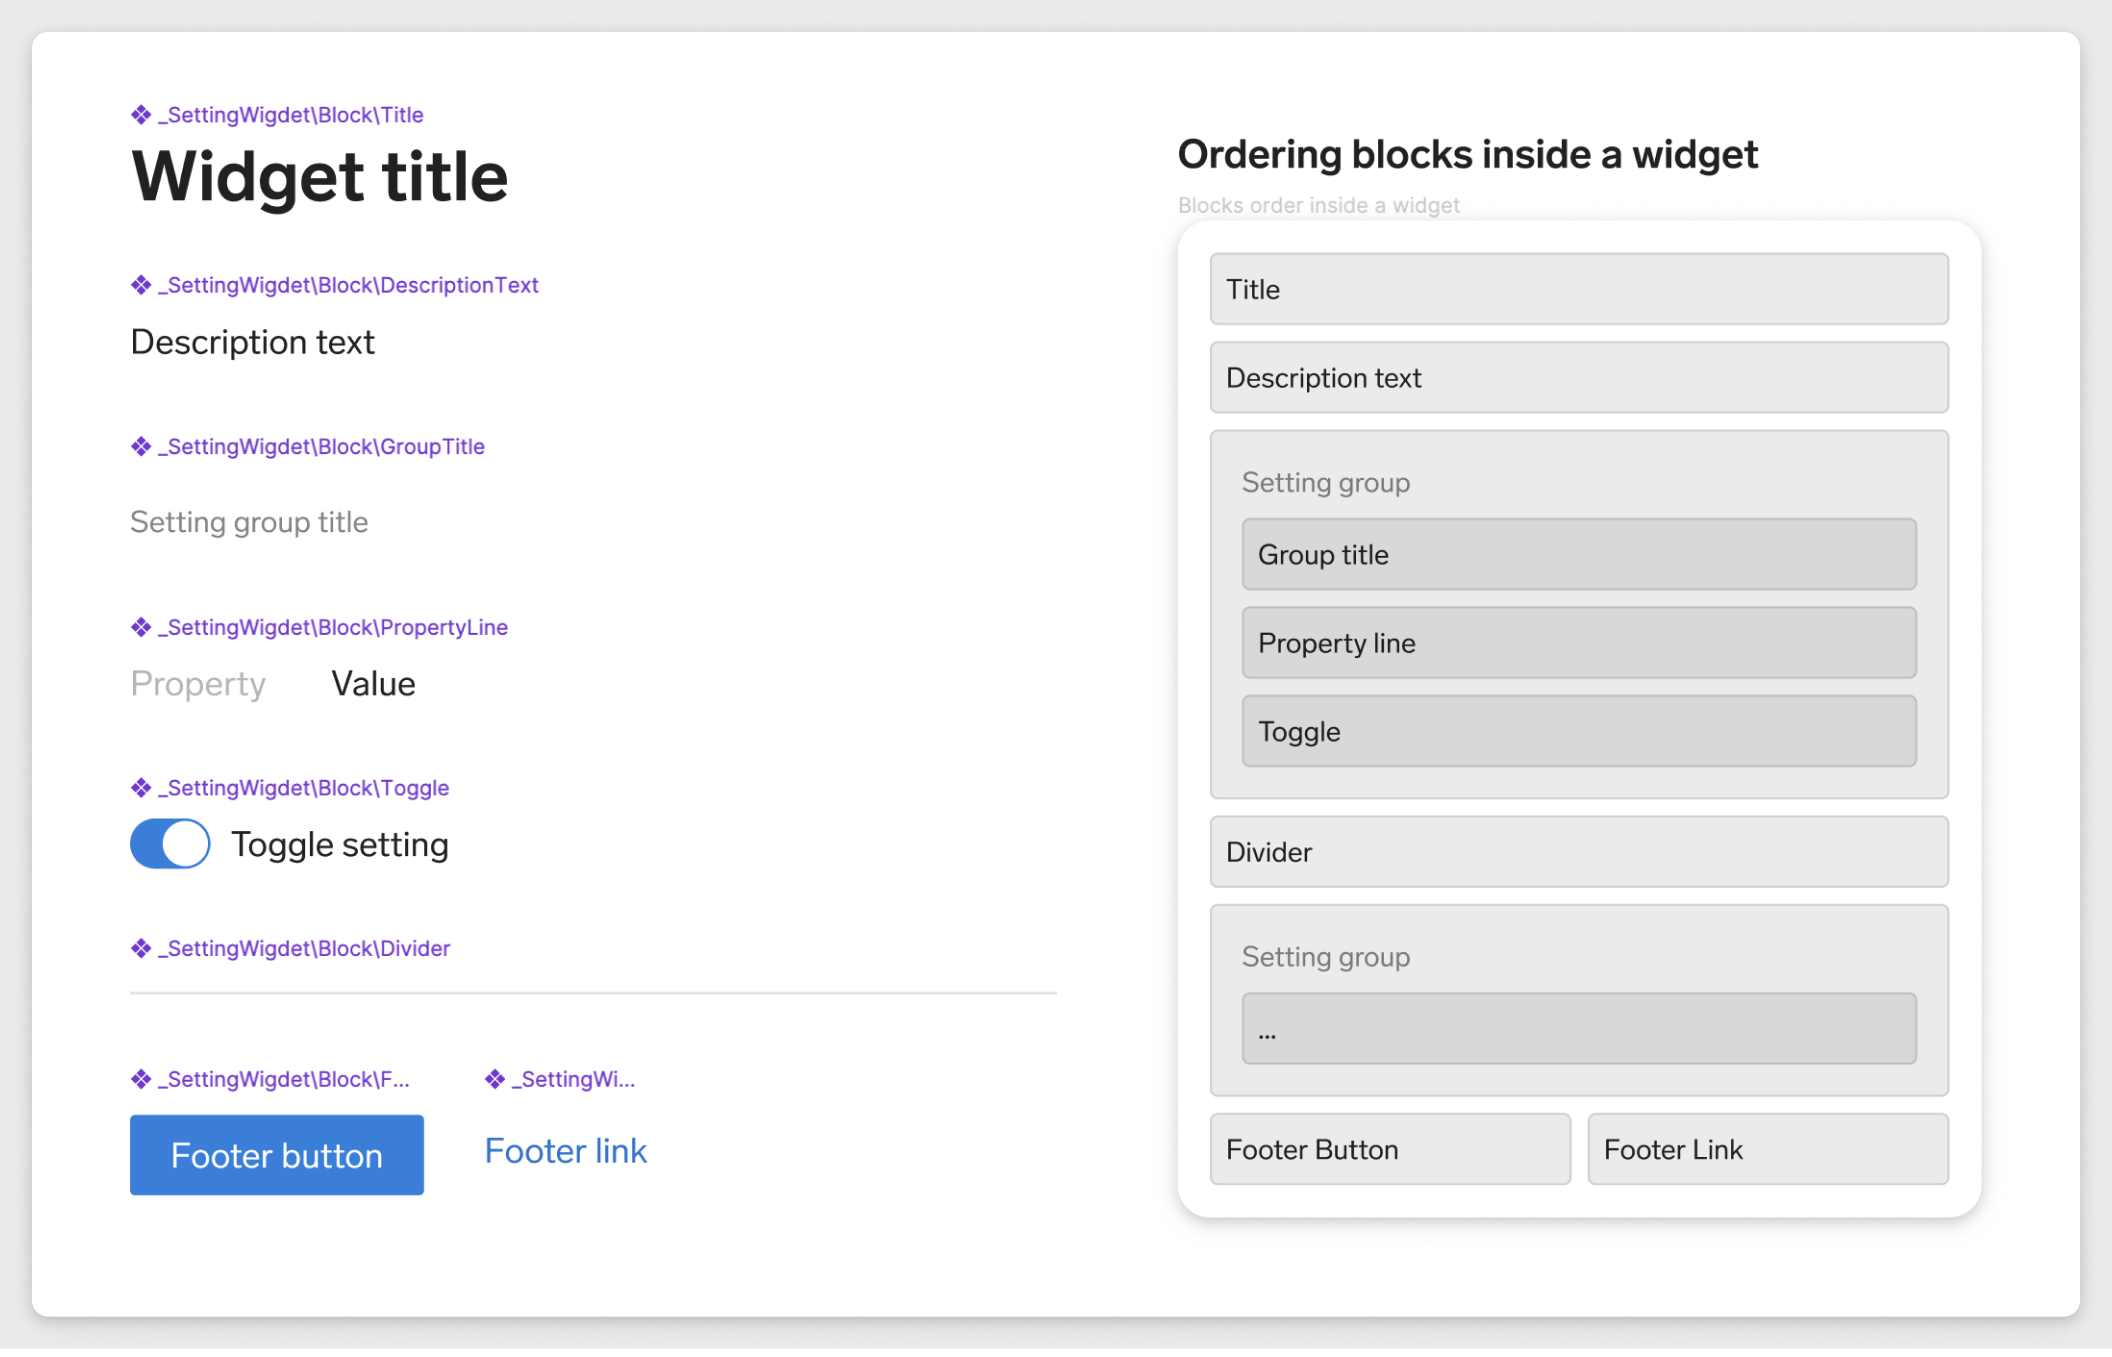 _SettingWigdet\Block\Title
Widget title
_SettingWigdet\Block\DescriptionText
Description text
_SettingWigdet\Block\GroupTitle
Setting group title
_SettingWigdet\Block\PropertyLine
Property Value
_SettingWigdet\Block\Toggle
Toggle setting
_SettingWigdet\Block\Divider
_SettingWigdet\Block\F... _SettingWi...
Footer button Footer link
Ordering blocks inside a widget
Blocks order inside a widget
Title
Description text
Setting group
Group title
Property line
Toggle
Divider
Setting group
...
Footer Button Footer Link